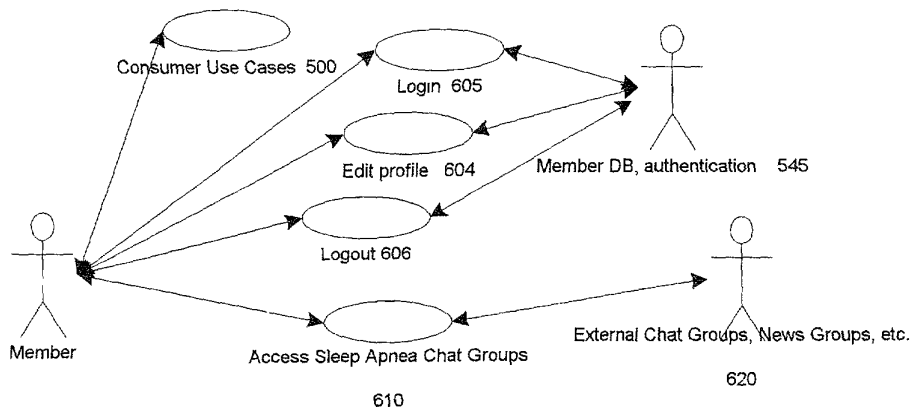 Consumer Use Cases 500
Login 605
Edit profile 604
Member DB, authentication 545
Logout 606
Member
Access Sleep Apnea Chat Groups
610
External Chat Groups, News Groups, etc.
620